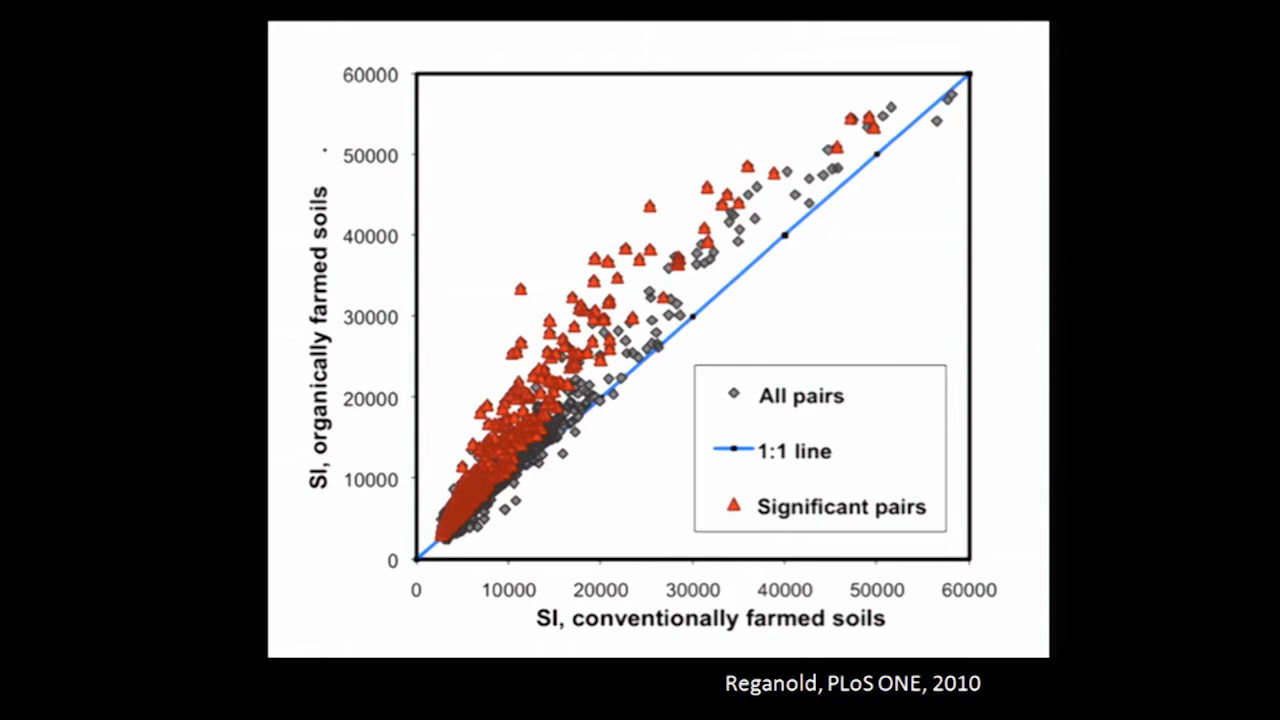 60000
50000
40000
30000
20000
10000
0
SI, organically farmed soils
All pairs
1:1 line
Significant pairs
0 10000 20000 30000 40000 50000 60000
SI, conventionally farmed soils
Reganold, PLoS ONE, 2010